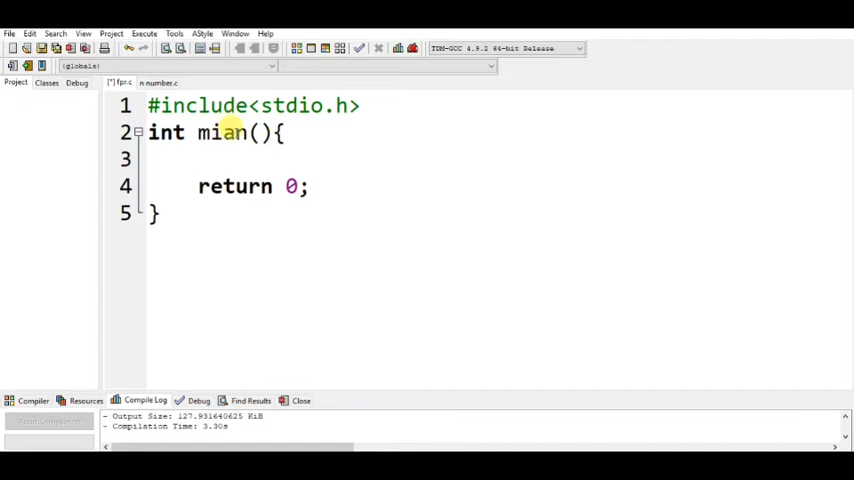 File Edit Search View Project Execute Tools AStyle Window Help
TDM-GCC 4.9.2 64-bit Release
(globals)
Project Classes Debug [*] fpr.c n number.c
1 #include<stdio.h>
2 int mian(){
3
4 return 0;
5 }
Compiler Resources Compile Log Debug Find Results Close
Abort Compilation
- Output Size: 127.931640625 KiB
- Compilation Time: 3.30s